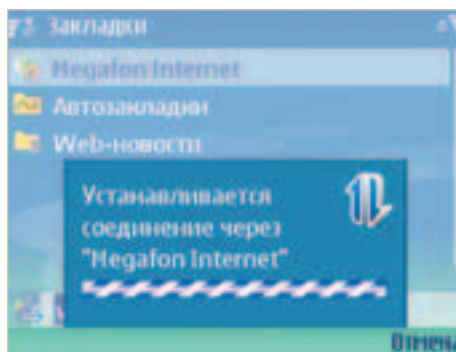 Закладки
Megafon Internet
Автозакладки
Web-новости
Устанавливается
соединение через
"Megafon Internet"
Отмена